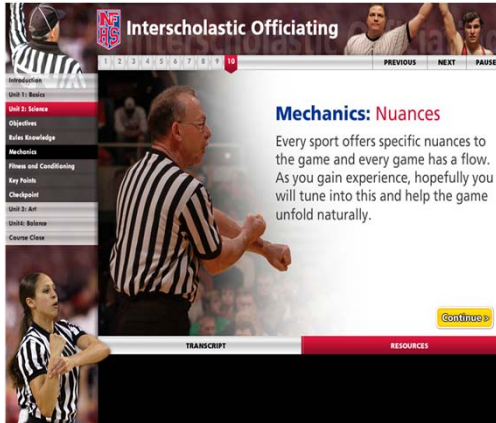 NF
HS
Interscholastic Officiating
1 2 3 4 5 6 7 8 9 10
PREVIOUS NEXT PAUSE
Introduction
Unit 1: Basics
Unit 2: Science
Objectives
Rules Knowledge
Mechanics
Fitness and Conditioning
Key Points
Checkpoint
Unit 3: Art
Unit4: Balance
Course Close
Mechanics: Nuances
Every sport offers specific nuances to
the game and every game has a flow.
As you gain experience, hopefully you
will tune into this and help the game
unfold naturally.
Continue >
TRANSCRIPT RESOURCES